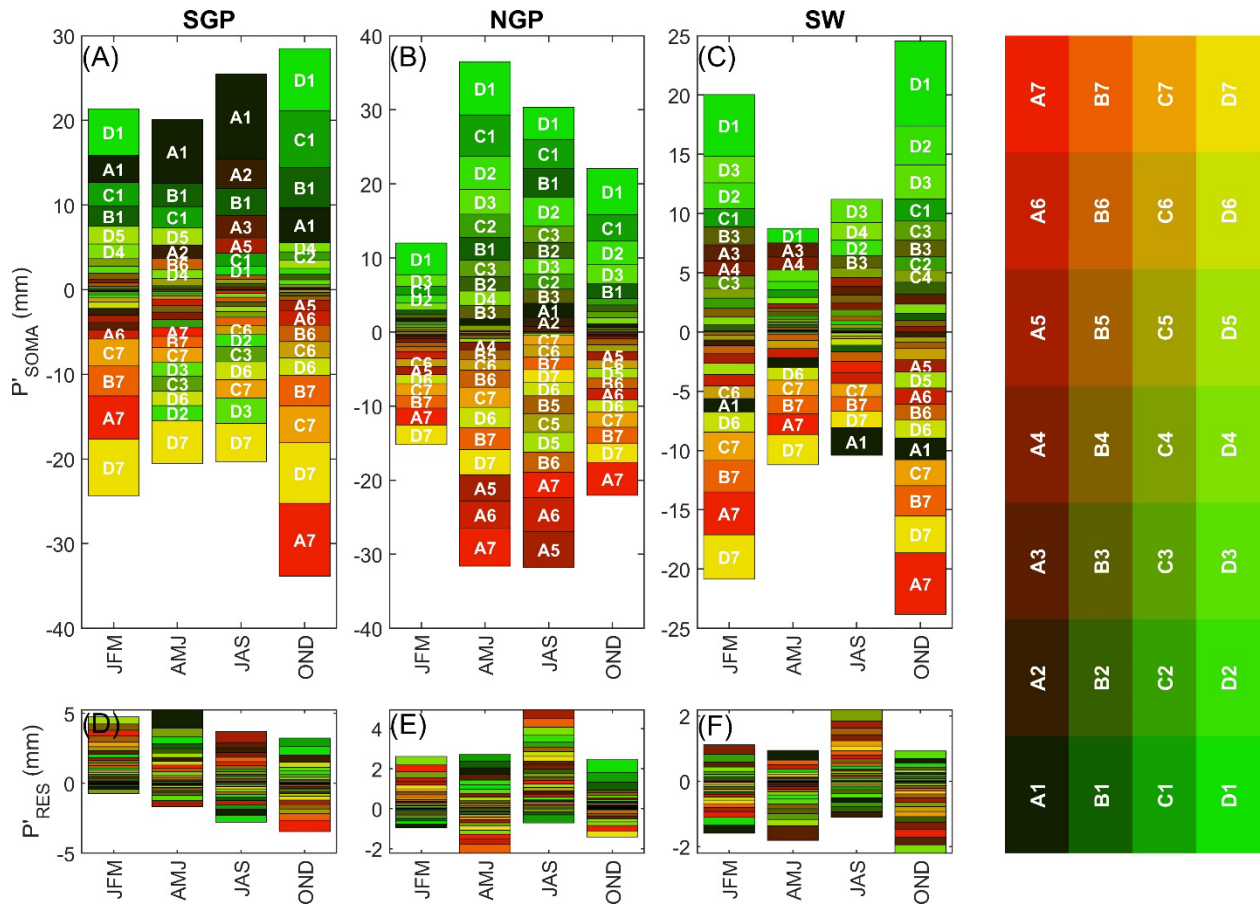 SGP
NGP
SW
(A)
(B)
(C)
P'SOMA (mm)
30
20
10
0
-10
-20
-30
-40
D1
A1
C1
B1
D5
D4
A6
C7
B7
A7
D7
A1
B1
C1
D5
A2
B6
D4
A7
B7
C7
D3
C3
D6
D2
D7
A1
A2
B1
A3
A5
C1
D1
C6
D2
C3
D6
C7
D3
D7
D1
C1
B1
A1
D4
C2
A5
A6
B6
C6
D6
B7
C7
D7
A7
JFM
AMJ
JAS
OND
40
30
20
10
0
-10
-20
-30
-40
D1
D3
C1
D2
C6
A5
D6
C7
B7
A7
D7
D1
C1
D2
D3
C2
B1
C3
B2
D4
B3
A4
B5
C6
B6
C7
D6
B7
D7
A5
A6
A7
D1
C1
B1
D2
C3
B2
D3
C2
B3
A1
A2
C7
C6
B7
D7
D6
B5
C5
D5
B6
A7
A6
A5
D1
C1
D2
D3
B1
A5
C6
D5
B6
A6
D6
C7
B7
D7
A7
JFM
AMJ
JAS
OND
25
20
15
10
5
0
-5
-10
-15
-20
-25
D1
D3
D2
C1
B3
A3
A4
C3
C6
A1
D6
C7
B7
A7
D7
D1
A3
A4
D6
C7
B7
A7
D7
D3
D4
D2
B3
C7
B7
D7
A1
D1
D2
D3
C1
C3
B3
C2
C4
A5
D5
A6
B6
D6
A1
C7
B7
D7
A7
JFM
AMJ
JAS
OND
A7 B7 C7 D7
A6 B6 C6 D6
A5 B5 C5 D5
A4 B4 C4 D4
A3 B3 C3 D3
A2 B2 C2 D2
A1 B1 C1 D1
(D)
(E)
(F)
P'RES (mm)
5
0
-5
JFM
AMJ
JAS
OND
4
2
0
-2
JFM
AMJ
JAS
OND
2
0
-2
JFM
AMJ
JAS
OND